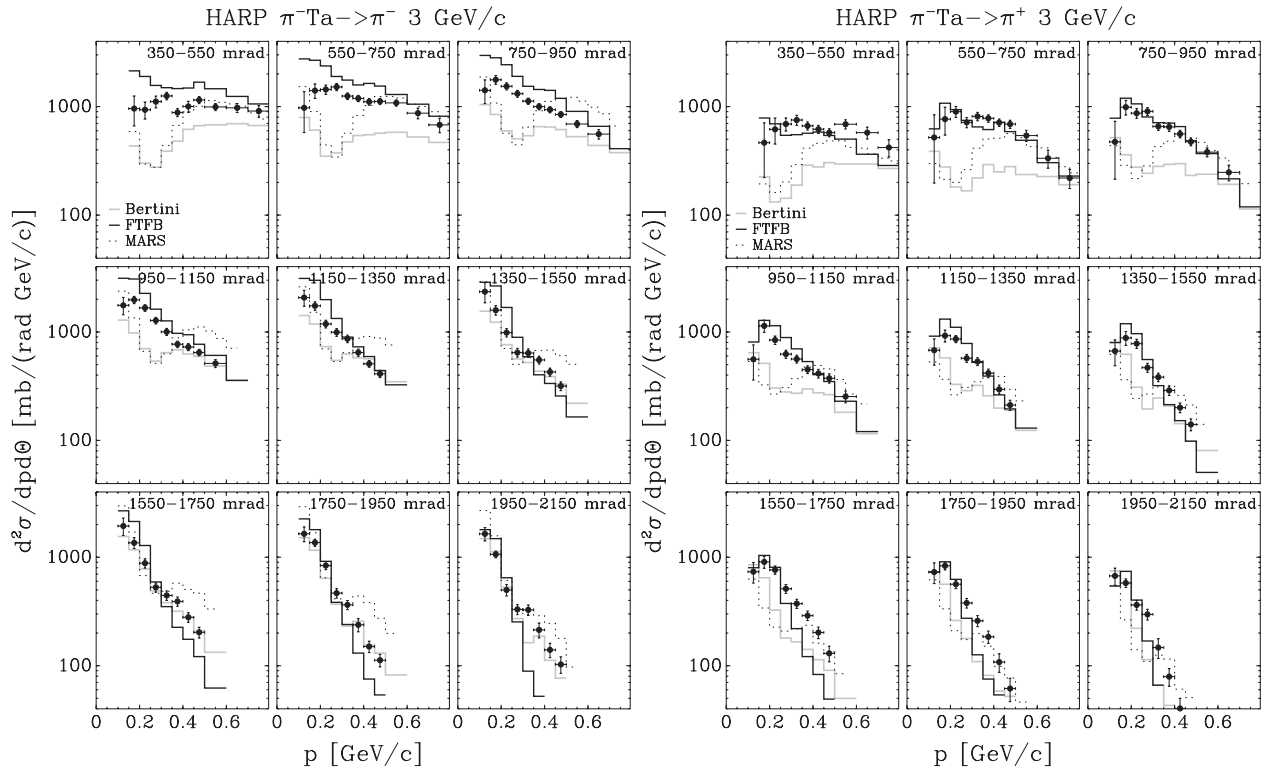 HARP π⁻Ta->π⁻ 3 GeV/c
350-550 mrad
550-750 mrad
750-950 mrad
1000
100
Bertini
FTFB
MARS
950-1150 mrad
1150-1350 mrad
1350-1550 mrad
1000
100
1550-1750 mrad
1750-1950 mrad
1950-2150 mrad
1000
100
0 0.2 0.4 0.6 0 0.2 0.4 0.6 0 0.2 0.4 0.6
d²σ/dpdΘ [mb/(rad GeV/c)]
p [GeV/c]
HARP π⁻Ta->π⁺ 3 GeV/c
350-550 mrad
550-750 mrad
750-950 mrad
1000
100
Bertini
FTFB
MARS
950-1150 mrad
1150-1350 mrad
1350-1550 mrad
1000
100
1550-1750 mrad
1750-1950 mrad
1950-2150 mrad
1000
100
0 0.2 0.4 0.6 0 0.2 0.4 0.6 0 0.2 0.4 0.6
d²σ/dpdΘ [mb/(rad GeV/c)]
p [GeV/c]